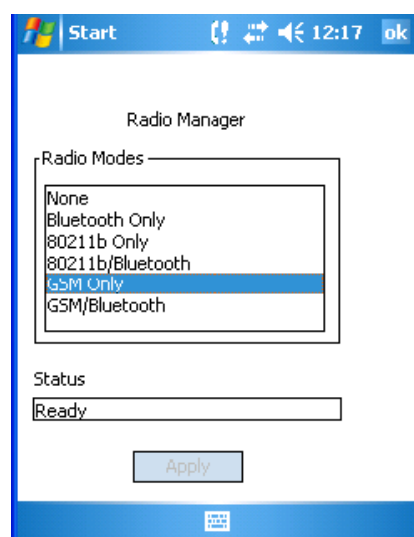 Start 12:17 ok
Radio Manager
Radio Modes
None
Bluetooth Only
80211b Only
80211b/Bluetooth
GSM Only
GSM/Bluetooth
Status
Ready
Apply